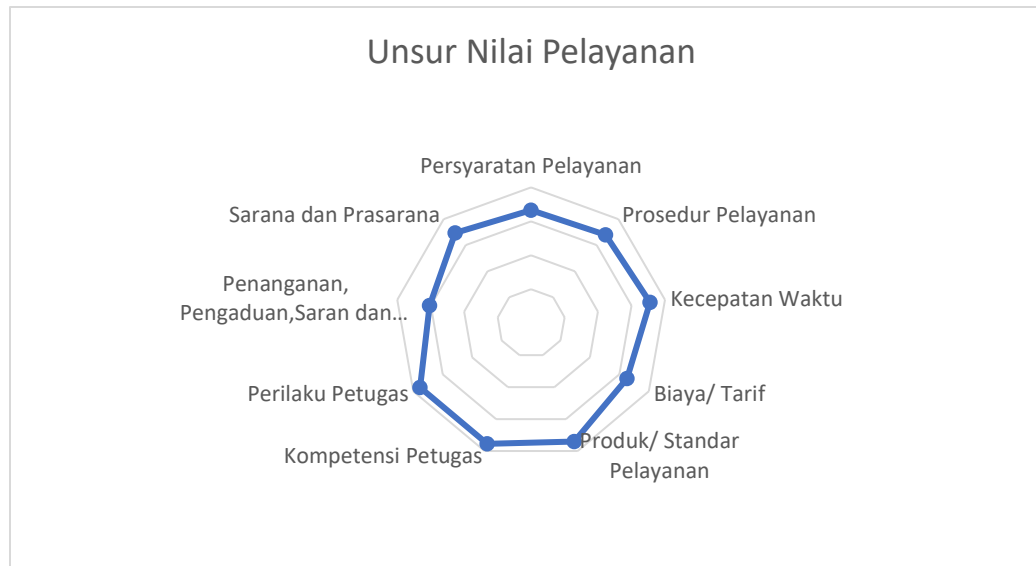 Unsur Nilai Pelayanan
Persyaratan Pelayanan
Prosedur Pelayanan
Kecepatan Waktu
Biaya/ Tarif
Produk/ Standar
Pelayanan
Kompetensi Petugas
Perilaku Petugas
Penanganan,
Pengaduan,Saran dan...
Sarana dan Prasarana